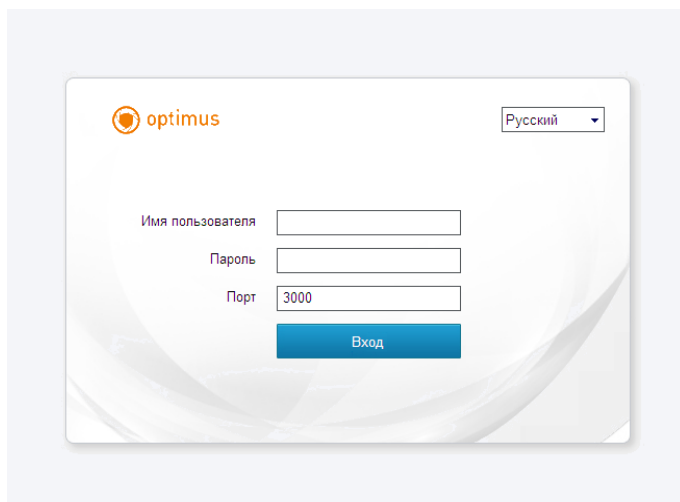 optimus
Русский
Имя пользователя
Пароль
Порт 3000
Вход